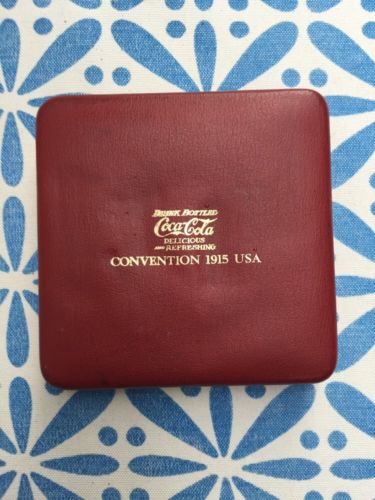 DRINK BOTTLED
Coca-Cola
DELICIOUS
AND REFRESHING
CONVENTION 1915 USA